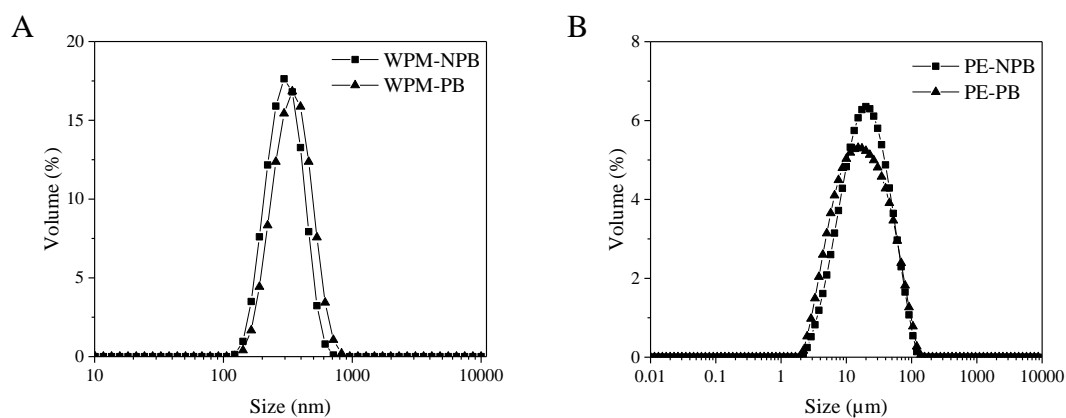 A
20
15
10
5
0
Volume (%)
WPM-NPB
WPM-PB
10 100 1000 10000
Size (nm)
B
8
6
4
2
0
Volume (%)
PE-NPB
PE-PB
0.01 0.1 1 10 100 1000 10000
Size (µm)